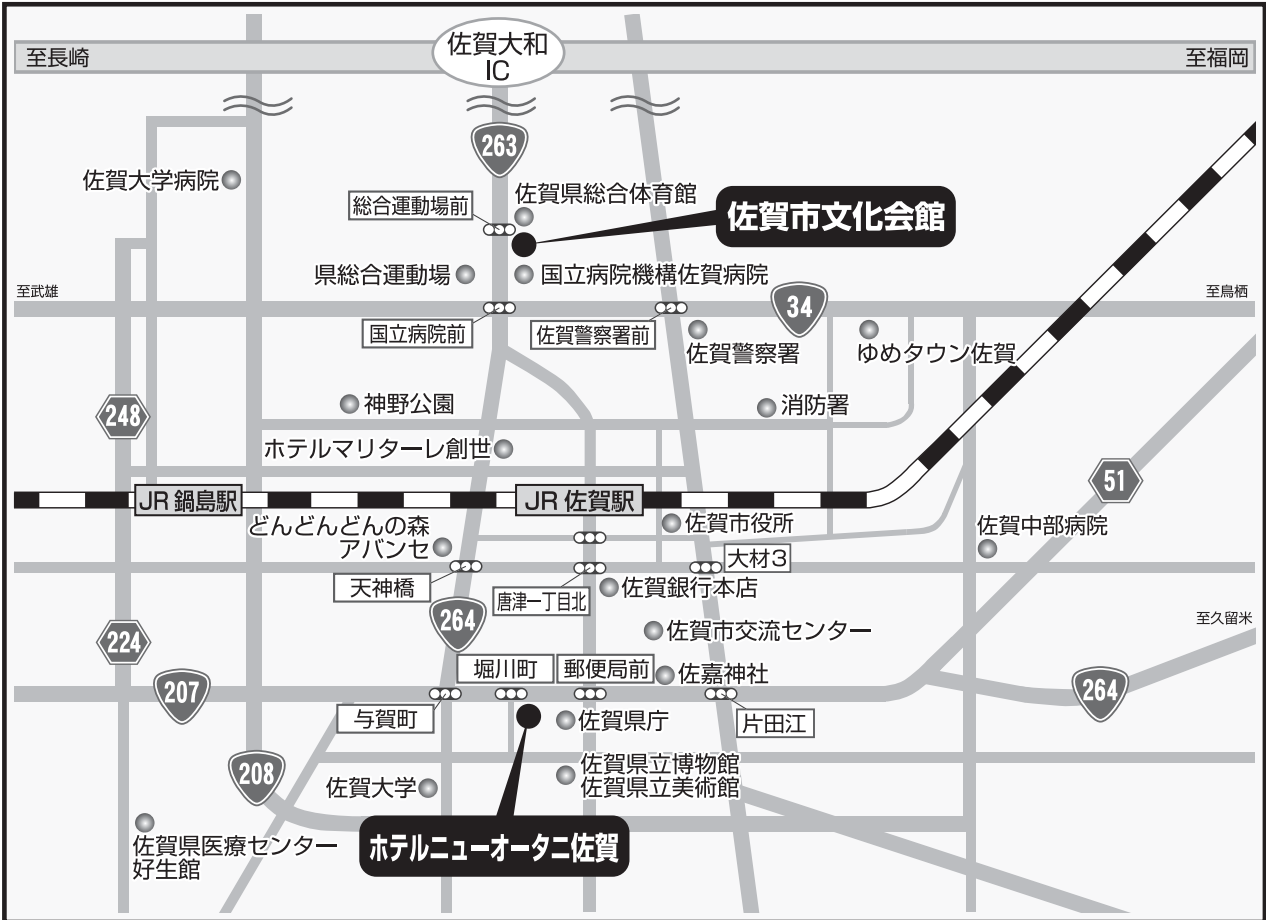 佐賀大和
IC
至長崎
至福岡
263
佐賀大学病院
佐賀県総合体育館
総合運動場前
佐賀市文化会館
県総合運動場
国立病院機構佐賀病院
至武雄
至鳥栖
34
国立病院前
佐賀警察署前
佐賀警察署
ゆめタウン佐賀
248
神野公園
消防署
ホテルマリターレ創世
51
JR 鍋島駅
JR 佐賀駅
どんどんどんの森
アバンセ
佐賀市役所
佐賀中部病院
大材3
天神橋
唐津一丁目北
佐賀銀行本店
264
至久留米
224
佐賀市交流センター
堀川町
郵便局前
佐嘉神社
207
264
与賀町
佐賀県庁
片田江
208
佐賀県立博物館
佐賀県立美術館
佐賀大学
佐賀県医療センター
好生館
ホテルニューオータニ佐賀